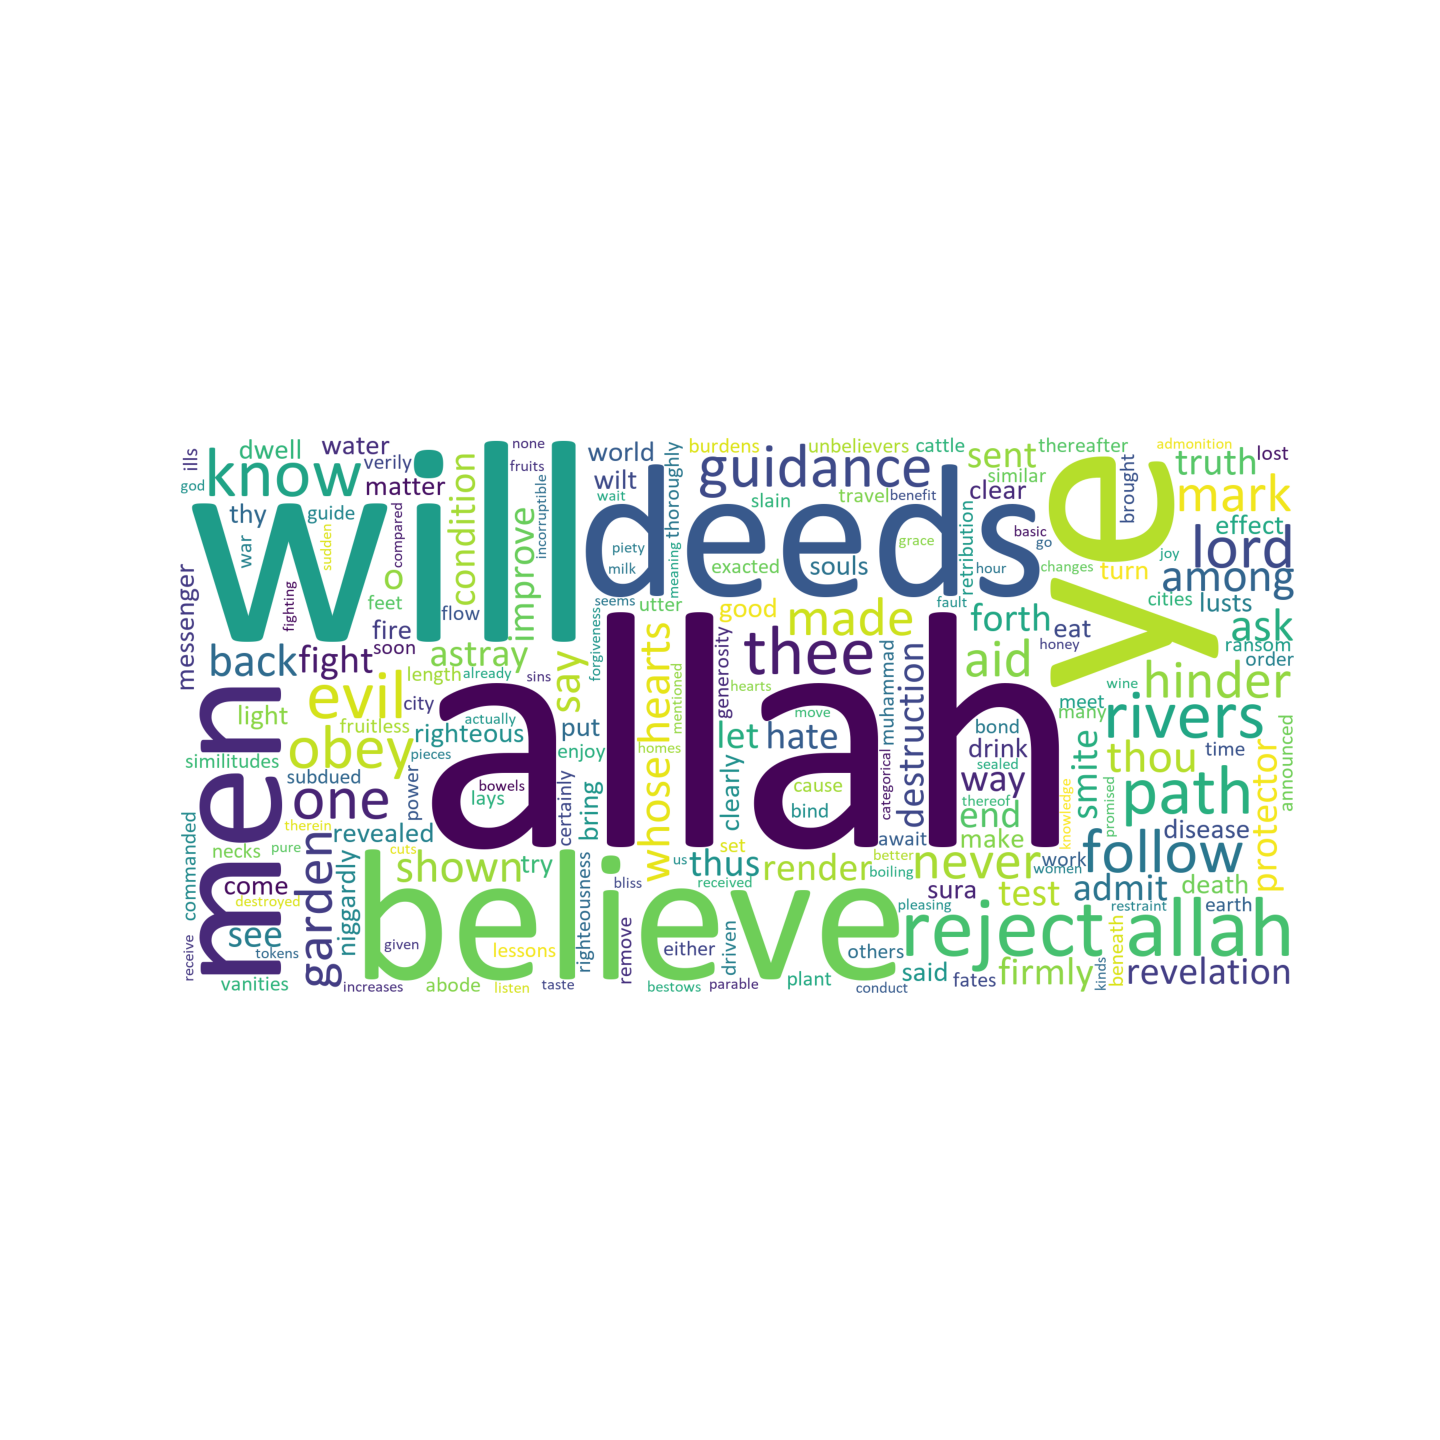 none
ills
dwell
water
world
burdens
unbelievers
cattle
sent
thereafter
admonition
god
know
verily
matter
fruits
wilt
thoroughly
guidance
similar
truth
lost
will
wait
slain
travel
benefit
clear
brought
mark
thy
guide
compared
condition
improve
incorruptible
deeds
ye
war
sudden
piety
grace
basic
go
effect
lord
messenger
fighting
o
milk
meaning
exacted
souls
hour
retribution
changes
turn
joy
among
feet
flow
seems
utter
good
fault
cities
lusts
fire
soon
made
forth
eat
ask
back
fight
astray
say
forgiveness
whose hearts
thee
aid
honey
ransom
order
length
already
sins
mentioned
generosity
hearts
muhammad
destruction
wine
hinder
men
evil
city
allah
meet
many
light
fruitless
righteous
actually
put
move
bond
rivers
similitudes
obey
pieces
enjoy
homes
let
hate
drink
smite
thou
time
announced
subdued
power
bowels
certainly
bring
clearly
cause
categorical
sealed
way
promised
protector
one
lays
bind
thereof
knowledge
path
commanded
therein
revealed
set
await
end
make
disease
necks
pure
cuts
us
thus
better
never
work
follow
garden
niggardly
shown
try
render
boiling
women
come
believe
bliss
received
sura
test
admit
death
destroyed
righteousness
pleasing
restraint
earth
receive
see
tokens
given
lessons
remove
either
driven
others
reject
allah
beneath
vanities
increases
abode
listen
taste
bestows
parable
plant
conduct
said
fates
firmly
kinds
revelation